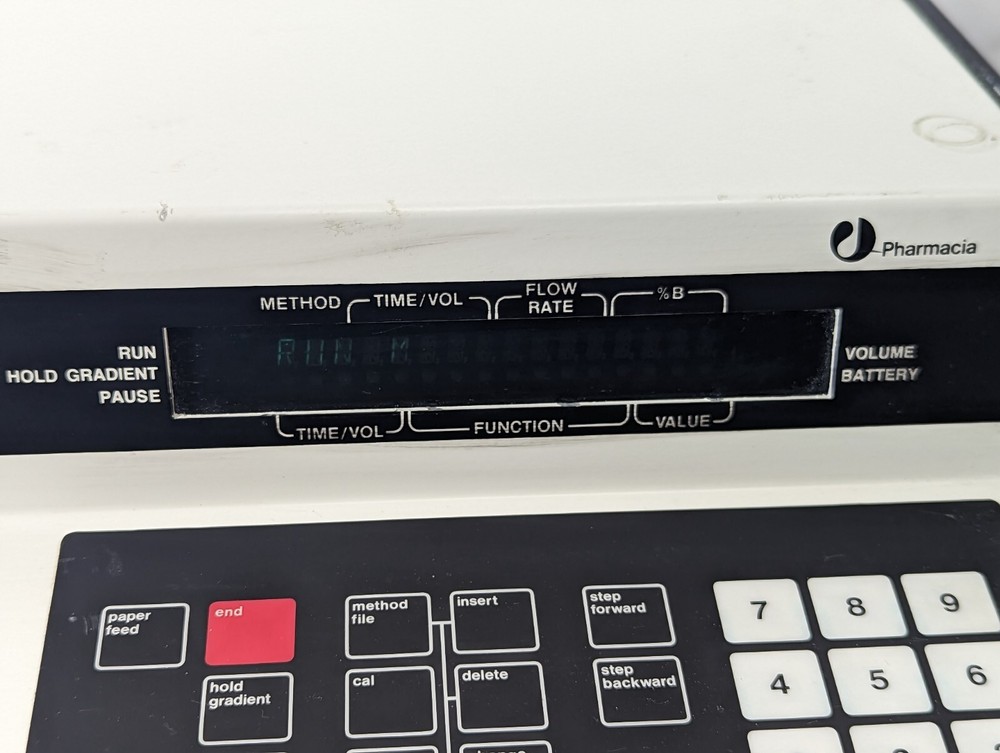 Pharmacia
METHOD TIME/VOL FLOW RATE %B
RUN
HOLD GRADIENT
PAUSE
RUN M
VOLUME
BATTERY
TIME/VOL FUNCTION VALUE
paper feed
end
method file
insert
step forward
7 8 9
hold gradient
cal
delete
step backward
4 5 6